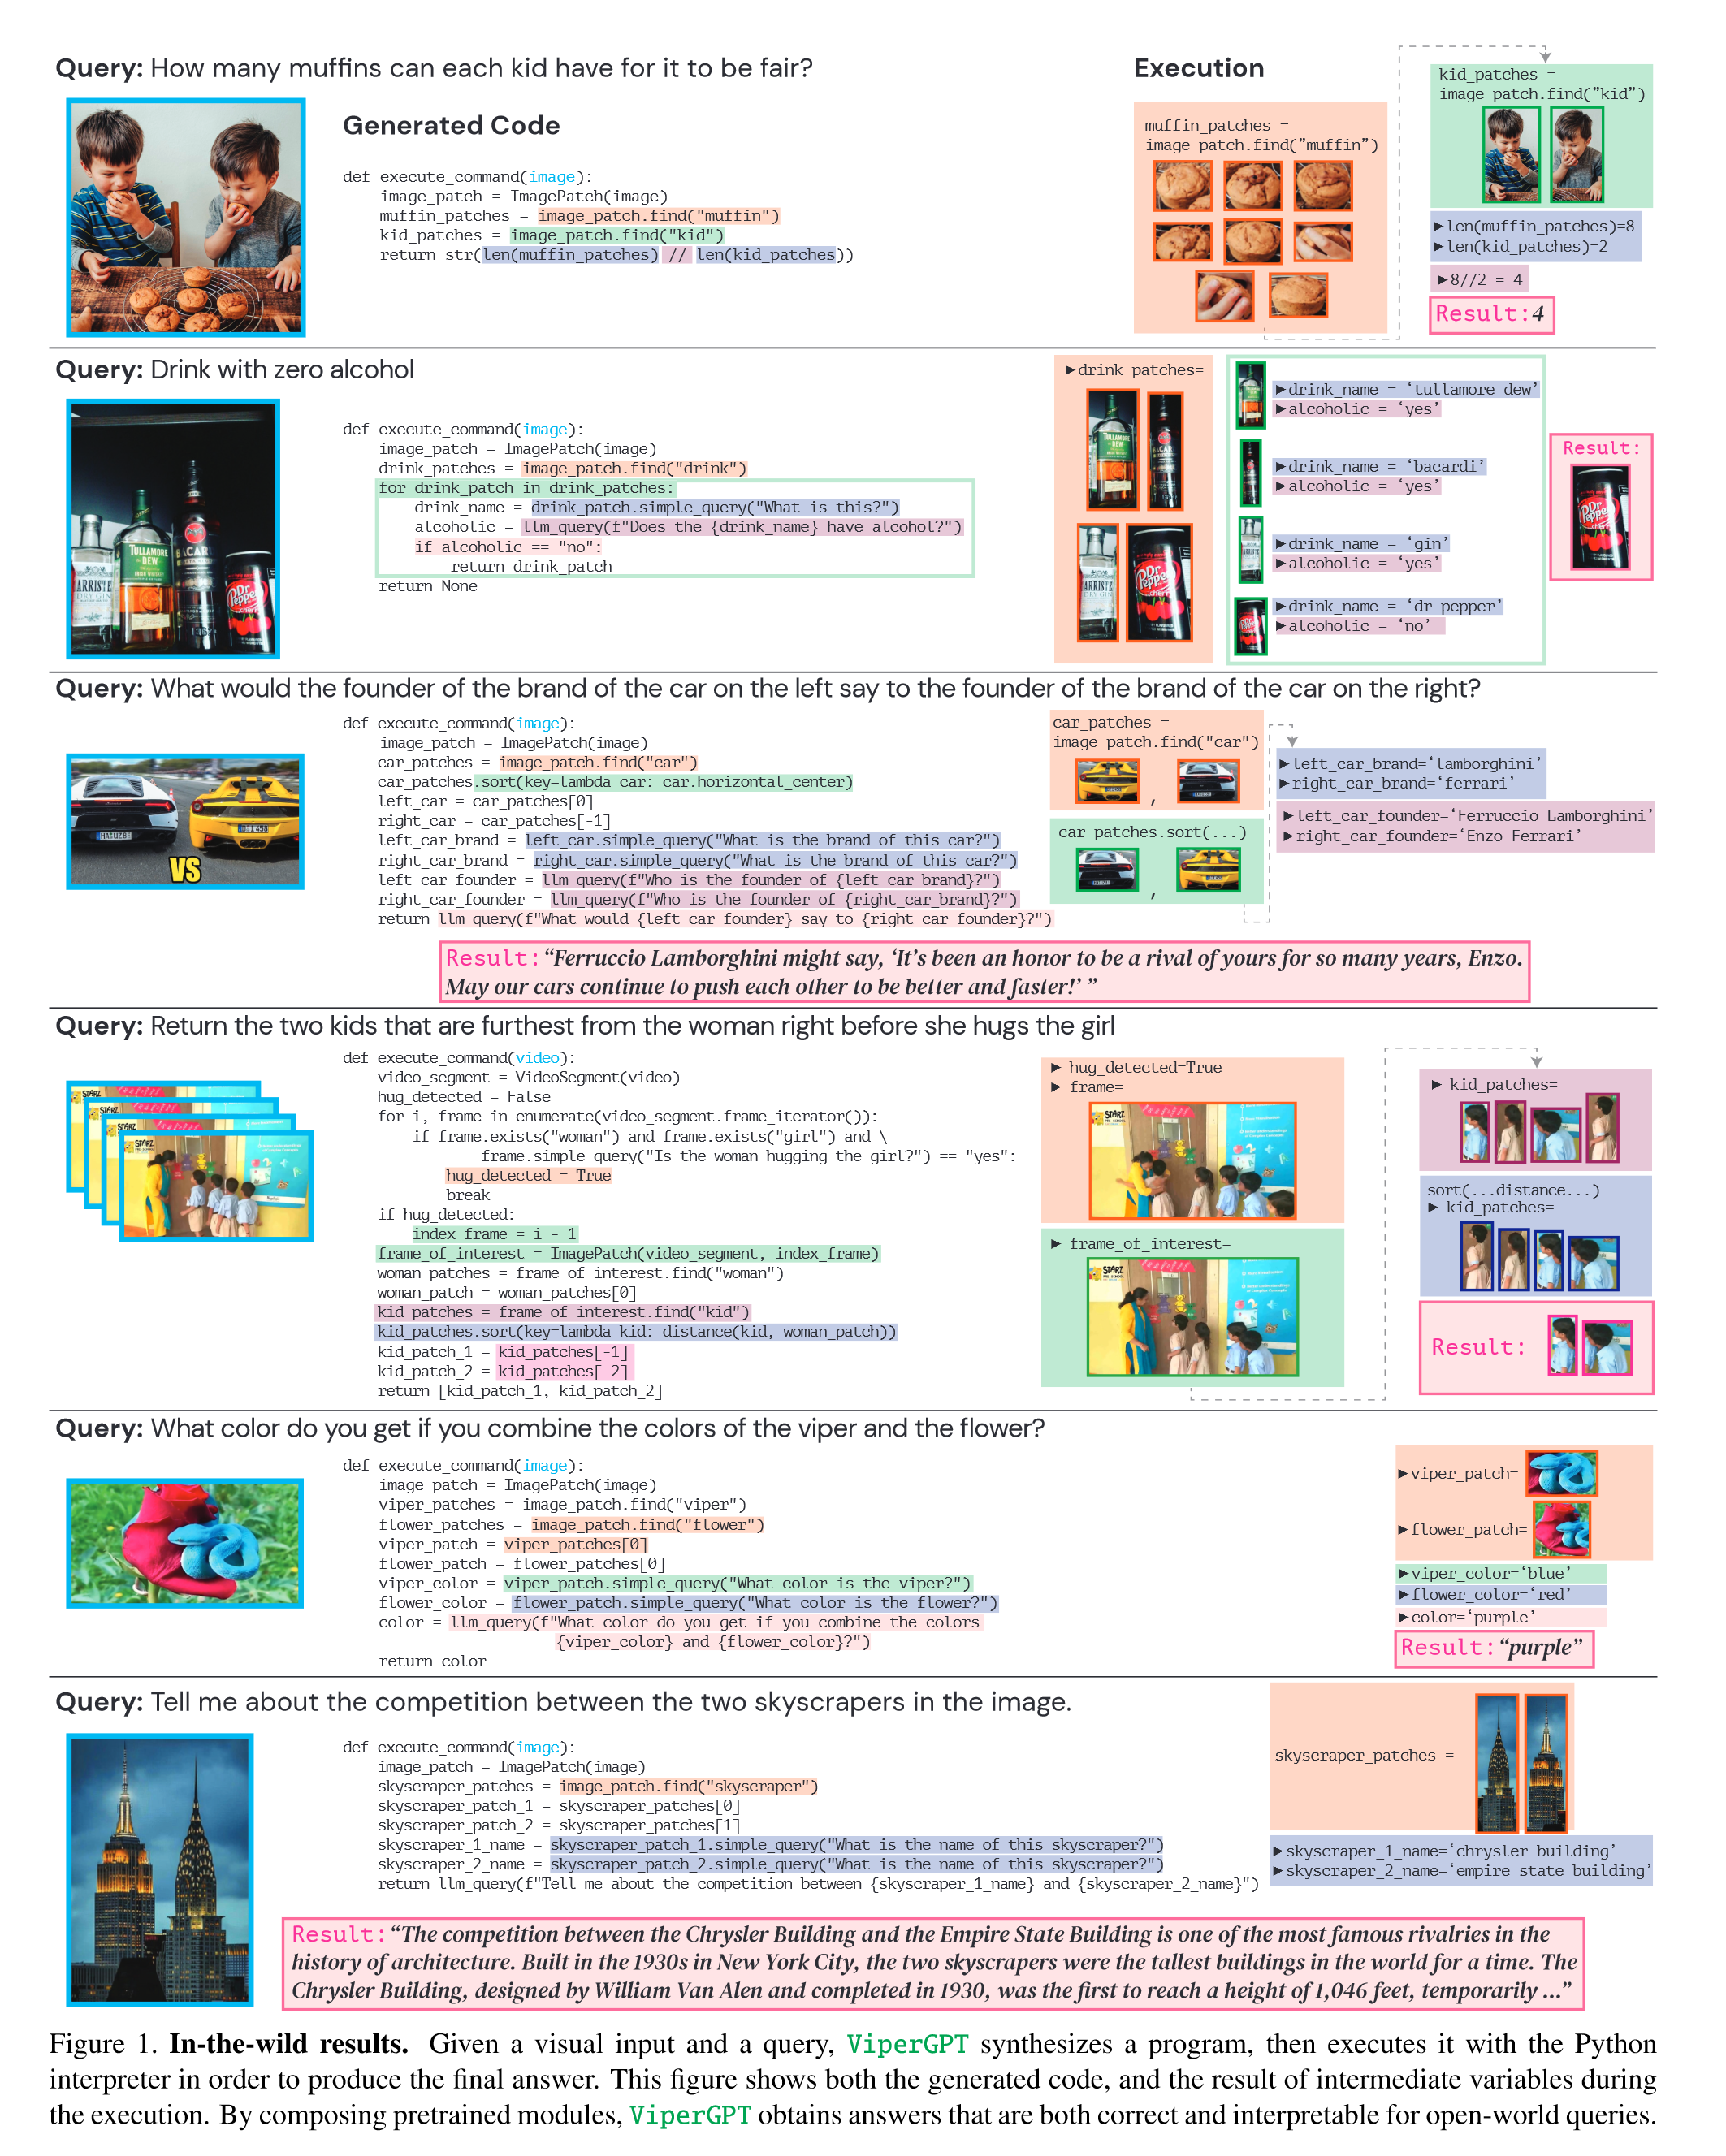 Query: How many muffins can each kid have for it to be fair?
Execution
Generated Code
def execute_command(image):
image_patch = ImagePatch(image)
muffin_patches = image_patch.find("muffin")
kid_patches = image_patch.find("kid")
return str(len(muffin_patches) // len(kid_patches))
muffin_patches =
image_patch.find("muffin")
kid_patches =
image_patch.find("kid")
►len(muffin_patches)=8
►len(kid_patches)=2
►8//2 = 4
Result: 4
Query: Drink with zero alcohol
TULLAMORE
DEW
BACAR
ARRISTE
DRY GIN
Dr
Pepper
def execute_command(image):
image_patch = ImagePatch(image)
drink_patches = image_patch.find("drink")
for drink_patch in drink_patches:
drink_name = drink_patch.simple_query("What is this?")
alcoholic = llm_query(f"Does the {drink_name} have alcohol?")
if alcoholic == "no":
return drink_patch
return None
►drink_patches=
►drink_name = ‘tullamore dew’
►alcoholic = ‘yes’
►drink_name = ‘bacardi’
►alcoholic = ‘yes’
►drink_name = ‘gin’
►alcoholic = ‘yes’
►drink_name = ‘dr pepper’
►alcoholic = ‘no’
Result:
Query: What would the founder of the brand of the car on the left say to the founder of the brand of the car on the right?
VS
def execute_command(image):
image_patch = ImagePatch(image)
car_patches = image_patch.find("car")
car_patches.sort(key=lambda car: car.horizontal_center)
left_car = car_patches[0]
right_car = car_patches[-1]
left_car_brand = left_car.simple_query("What is the brand of this car?")
right_car_brand = right_car.simple_query("What is the brand of this car?")
left_car_founder = llm_query(f"Who is the founder of {left_car_brand}?")
right_car_founder = llm_query(f"Who is the founder of {right_car_brand}?")
return llm_query(f"What would {left_car_founder} say to {right_car_founder}?")
car_patches =
image_patch.find("car")
,
car_patches.sort(...)
,
►left_car_brand=‘lamborghini’
►right_car_brand=‘ferrari’
►left_car_founder=‘Ferruccio Lamborghini’
►right_car_founder=‘Enzo Ferrari’
Result: “Ferruccio Lamborghini might say, ‘It’s been an honor to be a rival of yours for so many years, Enzo.
May our cars continue to push each other to be better and faster!’ ”
Query: Return the two kids that are furthest from the woman right before she hugs the girl
STARZ
def execute_command(video):
video_segment = VideoSegment(video)
hug_detected = False
for i, frame in enumerate(video_segment.frame_iterator()):
if frame.exists("woman") and frame.exists("girl") and \
frame.simple_query("Is the woman hugging the girl?") == "yes":
hug_detected = True
break
if hug_detected:
index_frame = i - 1
frame_of_interest = ImagePatch(video_segment, index_frame)
woman_patches = frame_of_interest.find("woman")
woman_patch = woman_patches[0]
kid_patches = frame_of_interest.find("kid")
kid_patches.sort(key=lambda kid: distance(kid, woman_patch))
kid_patch_1 = kid_patches[-1]
kid_patch_2 = kid_patches[-2]
return [kid_patch_1, kid_patch_2]
► hug_detected=True
► frame=
► frame_of_interest=
STARZ
► kid_patches=
sort(...distance...)
► kid_patches=
Result:
Query: What color do you get if you combine the colors of the viper and the flower?
def execute_command(image):
image_patch = ImagePatch(image)
viper_patches = image_patch.find("viper")
flower_patches = image_patch.find("flower")
viper_patch = viper_patches[0]
flower_patch = flower_patches[0]
viper_color = viper_patch.simple_query("What color is the viper?")
flower_color = flower_patch.simple_query("What color is the flower?")
color = llm_query(f"What color do you get if you combine the colors
{viper_color} and {flower_color}?")
return color
►viper_patch=
►flower_patch=
►viper_color=‘blue’
►flower_color=‘red’
►color=‘purple’
Result: “purple”
Query: Tell me about the competition between the two skyscrapers in the image.
def execute_command(image):
image_patch = ImagePatch(image)
skyscraper_patches = image_patch.find("skyscraper")
skyscraper_patch_1 = skyscraper_patches[0]
skyscraper_patch_2 = skyscraper_patches[1]
skyscraper_1_name = skyscraper_patch_1.simple_query("What is the name of this skyscraper?")
skyscraper_2_name = skyscraper_patch_2.simple_query("What is the name of this skyscraper?")
return llm_query(f"Tell me about the competition between {skyscraper_1_name} and {skyscraper_2_name}")
skyscraper_patches =
►skyscraper_1_name=‘chrysler building’
►skyscraper_2_name=‘empire state building’
Result: “The competition between the Chrysler Building and the Empire State Building is one of the most famous rivalries in the
history of architecture. Built in the 1930s in New York City, the two skyscrapers were the tallest buildings in the world for a time. The
Chrysler Building, designed by William Van Alen and completed in 1930, was the first to reach a height of 1,046 feet, temporarily ...”
Figure 1. In-the-wild results. Given a visual input and a query, ViperGPT synthesizes a program, then executes it with the Python
interpreter in order to produce the final answer. This figure shows both the generated code, and the result of intermediate variables during
the execution. By composing pretrained modules, ViperGPT obtains answers that are both correct and interpretable for open-world queries.